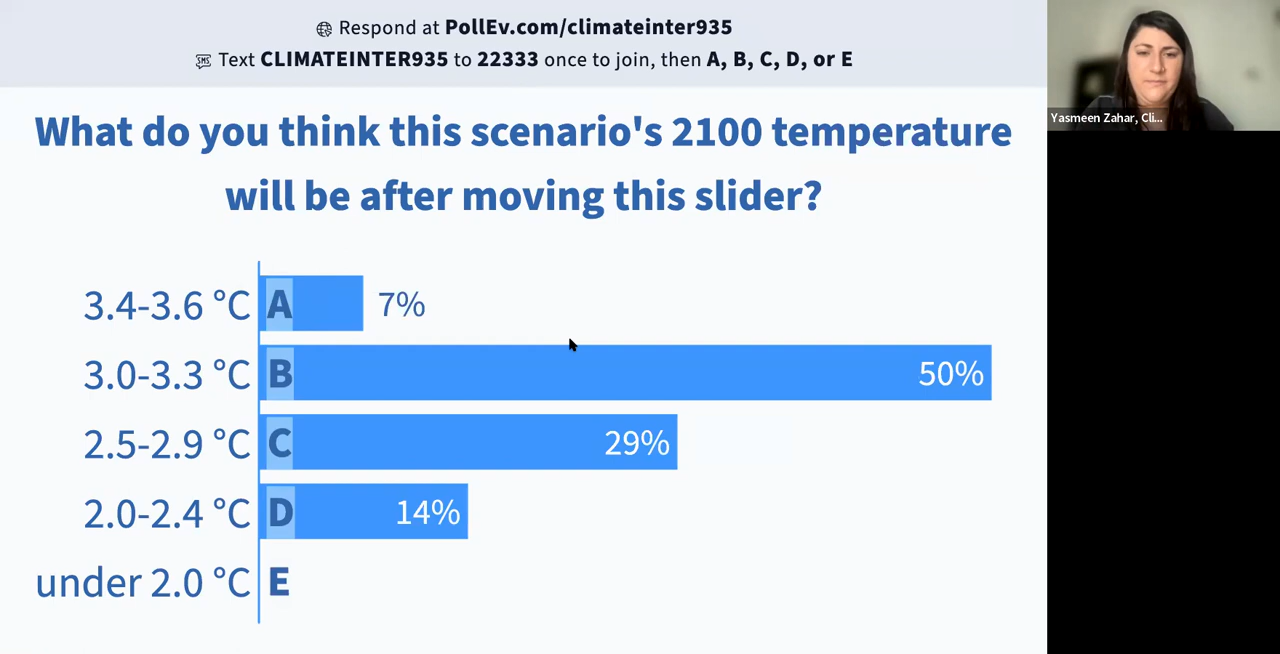 Respond at PollEv.com/climateinter935
Text CLIMATEINTER935 to 22333 once to join, then A, B, C, D, or E
Yasmeen Zahar, Cli...
What do you think this scenario's 2100 temperature
will be after moving this slider?
3.4-3.6 °C A 7%
3.0-3.3 °C B 50%
2.5-2.9 °C C 29%
2.0-2.4 °C D 14%
under 2.0 °C E